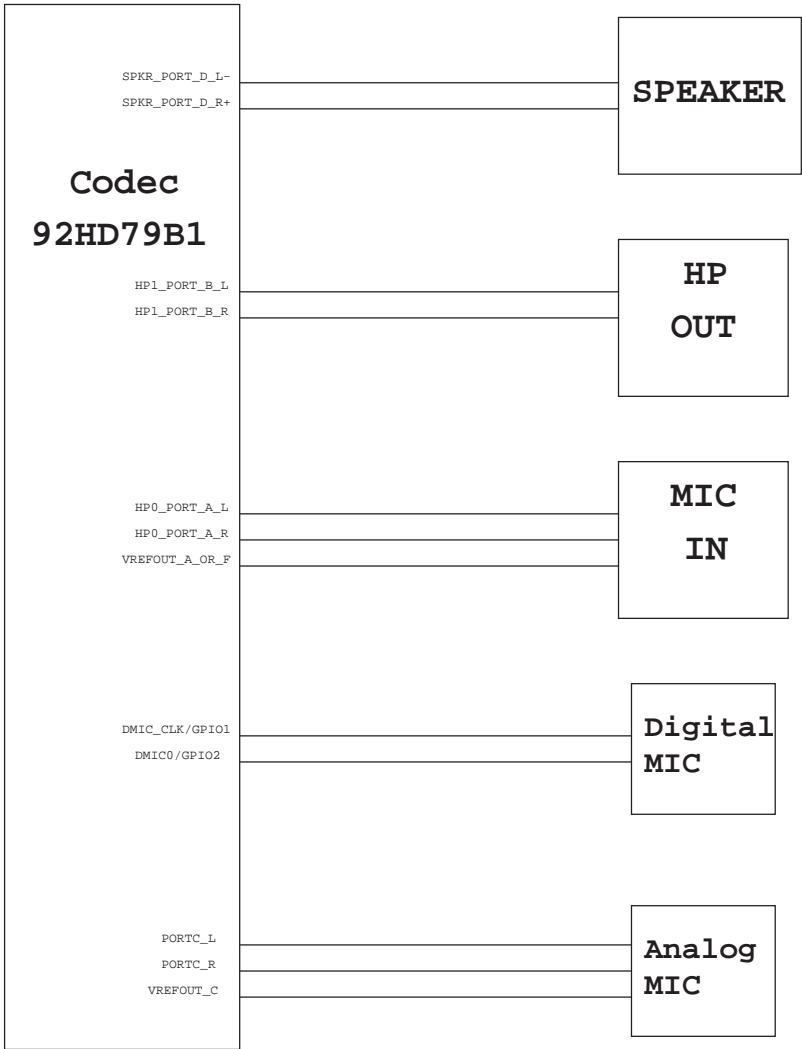 SPKR_PORT_D_L-
SPKR_PORT_D_R+
SPEAKER
Codec
92HD79B1
HP1_PORT_B_L
HP1_PORT_B_R
HP
OUT
HP0_PORT_A_L
HP0_PORT_A_R
VREFOUT_A_OR_F
MIC
IN
DMIC_CLK/GPIO1
DMIC0/GPIO2
Digital
MIC
PORTC_L
PORTC_R
VREFOUT_C
Analog
MIC